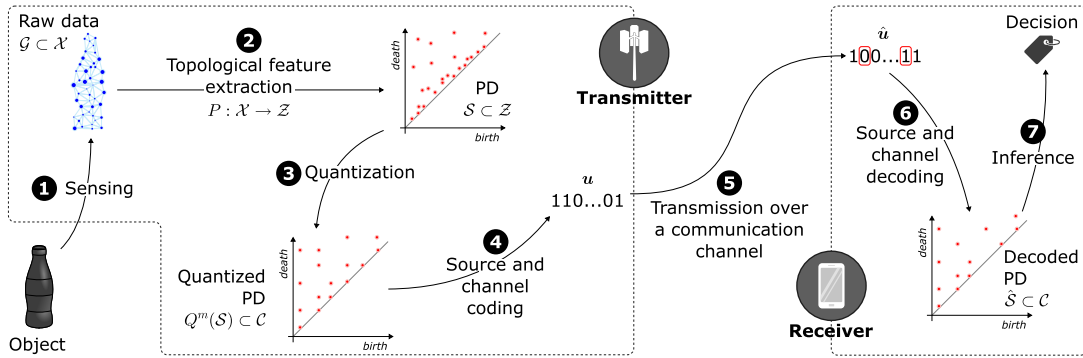 Raw data
𝒢 ⊂ 𝒳
2
Topological feature
extraction
P : 𝒳 → 𝒵
death
PD
𝒮 ⊂ 𝒵
birth
Transmitter
1 Sensing
3 Quantization
Object
Quantized
PD
Qᵐ(𝒮) ⊂ 𝒞
death
birth
4
Source and
channel
coding
u
110...01
5
Transmission over
a communication
channel
Receiver
û
100...11
6
Source and
channel
decoding
Decision
7
Inference
death
birth
Decoded
PD
𝒮̂ ⊂ 𝒞